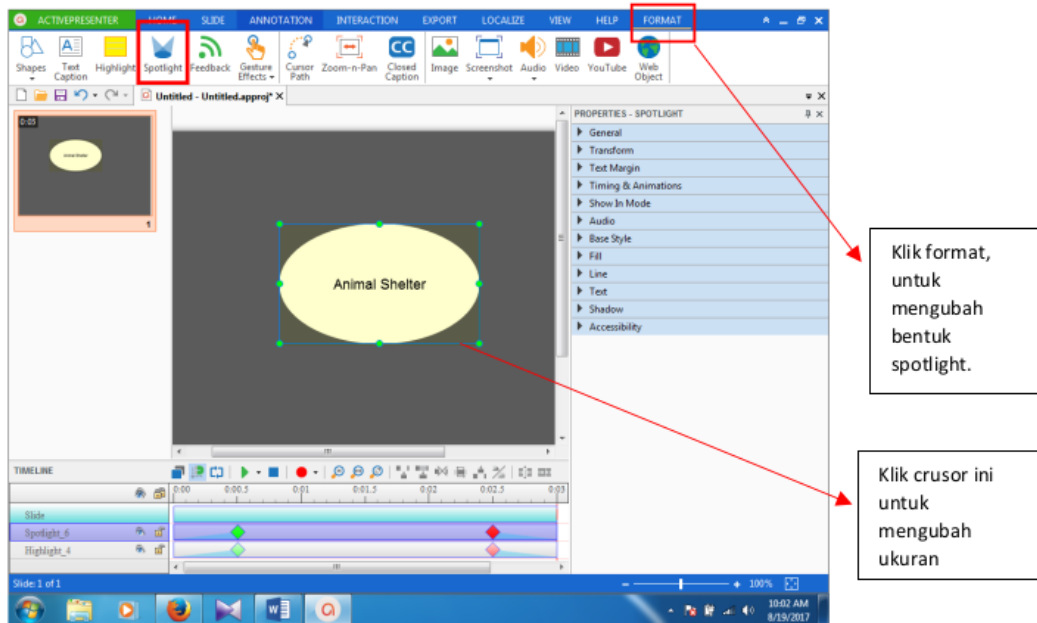 ACTIVEPRESENTER HOME SLIDE ANNOTATION INTERACTION EXPORT LOCALIZE VIEW HELP FORMAT
Shapes Text Caption Highlight Spotlight Feedback Gesture Effects Cursor Path Zoom-n-Pan Closed Caption Image Screenshot Audio Video YouTube Web Object
Untitled - Untitled.approj* X
0:03
Animal Shelter
1
PROPERTIES - SPOTLIGHT
General
Transform
Text Margin
Timing & Animations
Show In Mode
Audio
Base Style
Fill
Line
Text
Shadow
Accessibility
Animal Shelter
Klik format,
untuk
mengubah
bentuk
spotlight.
Klik crusor ini
untuk
mengubah
ukuran
TIMELINE
0:00 0:00.5 0:01 0:01.5 0:02 0:02.5 0:03
Slide
Spotlight_6
Highlight_4
Slide: 1 of 1
100%
10:02 AM
8/19/2017